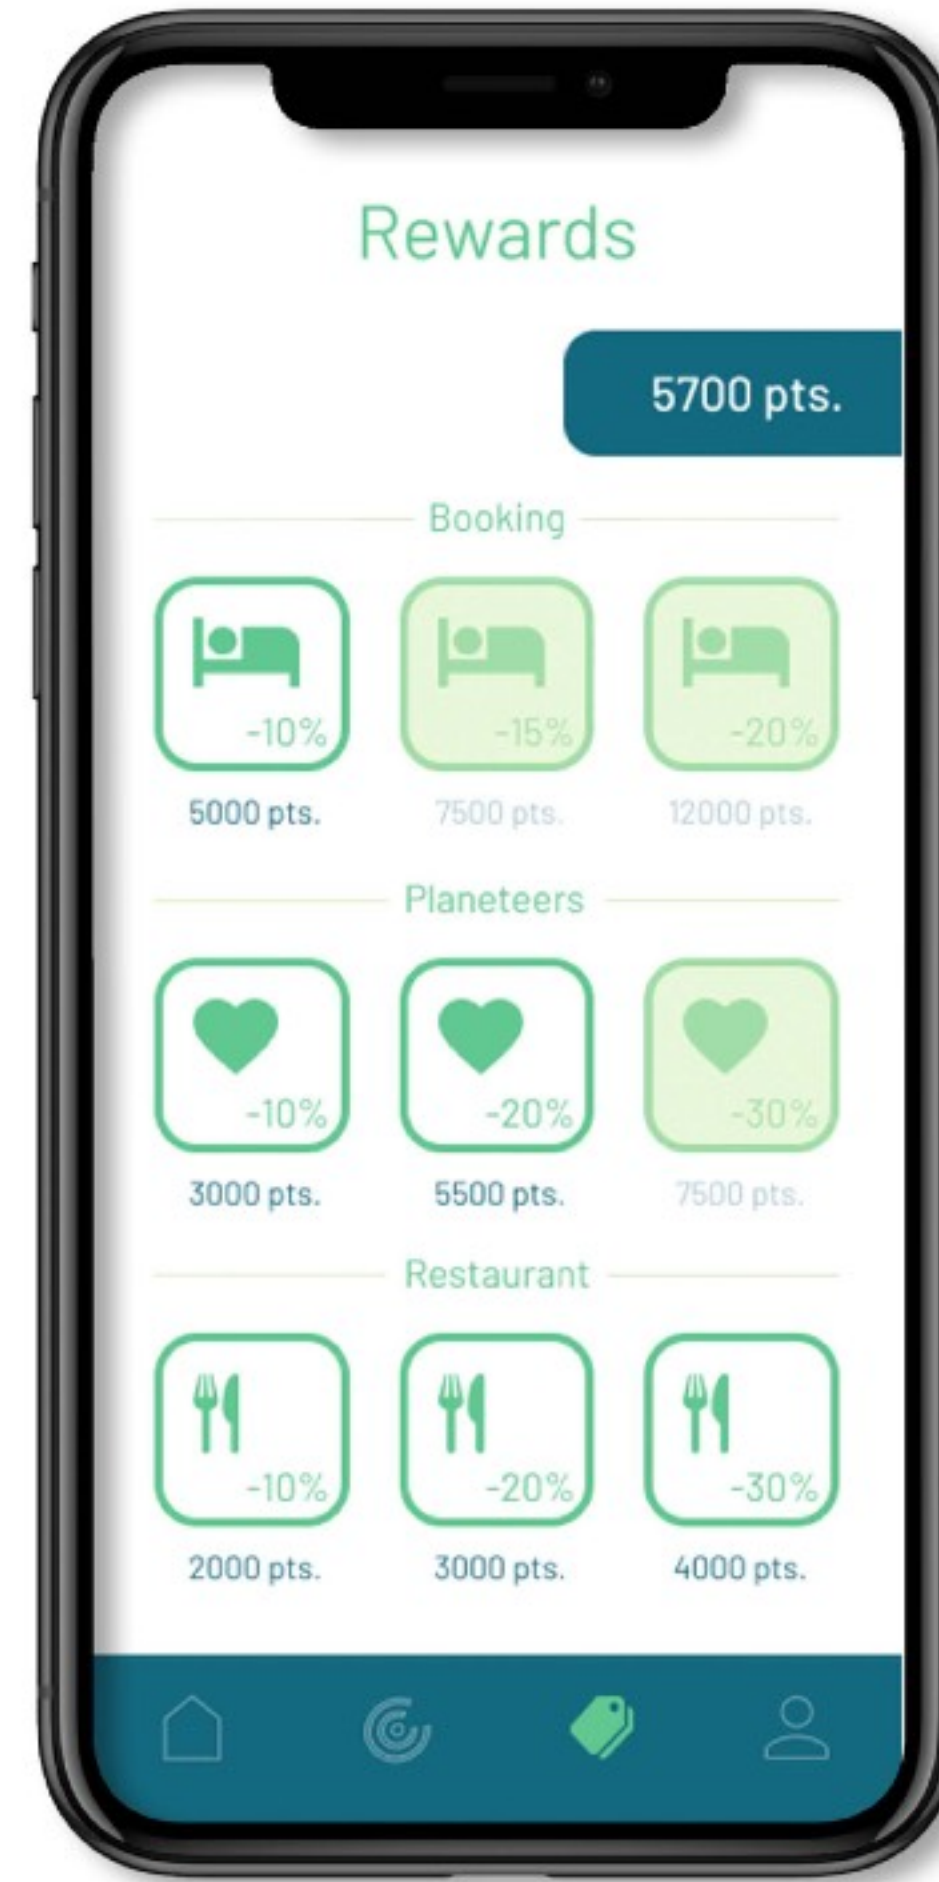 Rewards
5700 pts.
Booking
-10% -15% -20%
5000 pts. 7500 pts. 12000 pts.
Planeteers
-10% -20% -30%
3000 pts. 5500 pts. 7500 pts.
Restaurant
-10% -20% -30%
2000 pts. 3000 pts. 4000 pts.